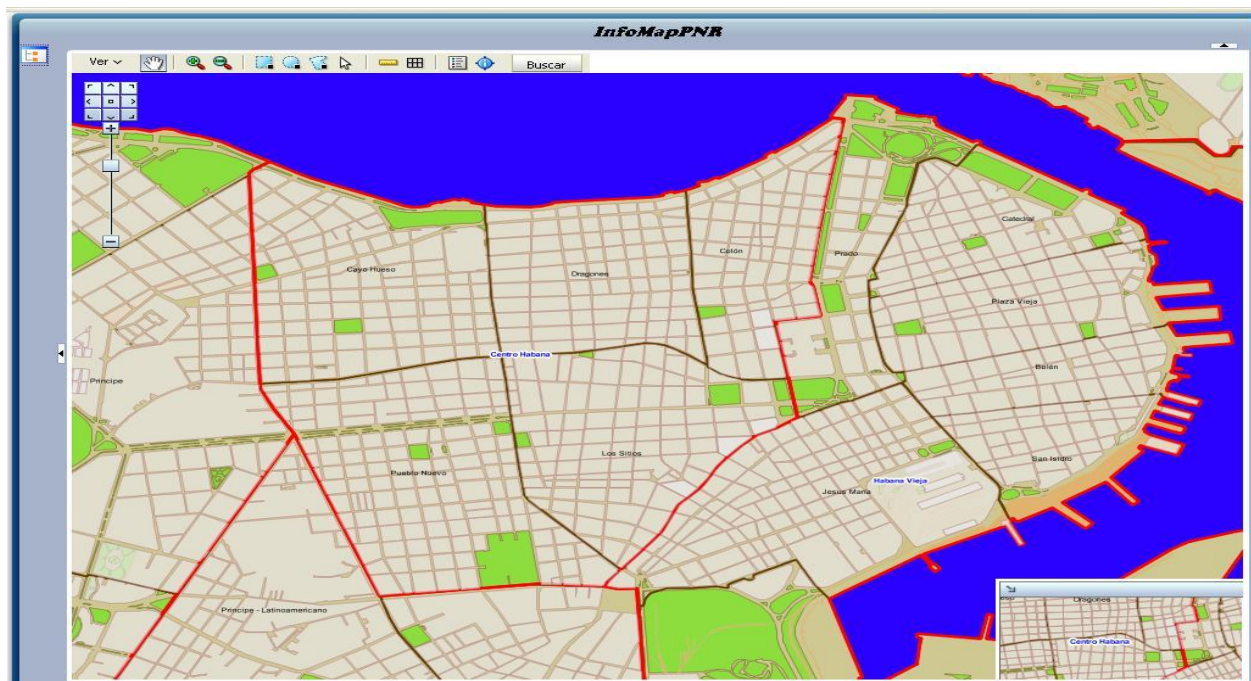 InfoMapPNR
Ver
Buscar
Catedral
Colón
Prado
Cayo Hueso
Dragones
Plaza Vieja
Centro Habana
Principe
Belén
Los Sitios
San Isidro
Pueblo Nuevo
Habana Vieja
Jesús María
Principe - Latinoamericano
Dragones
Centro Habana